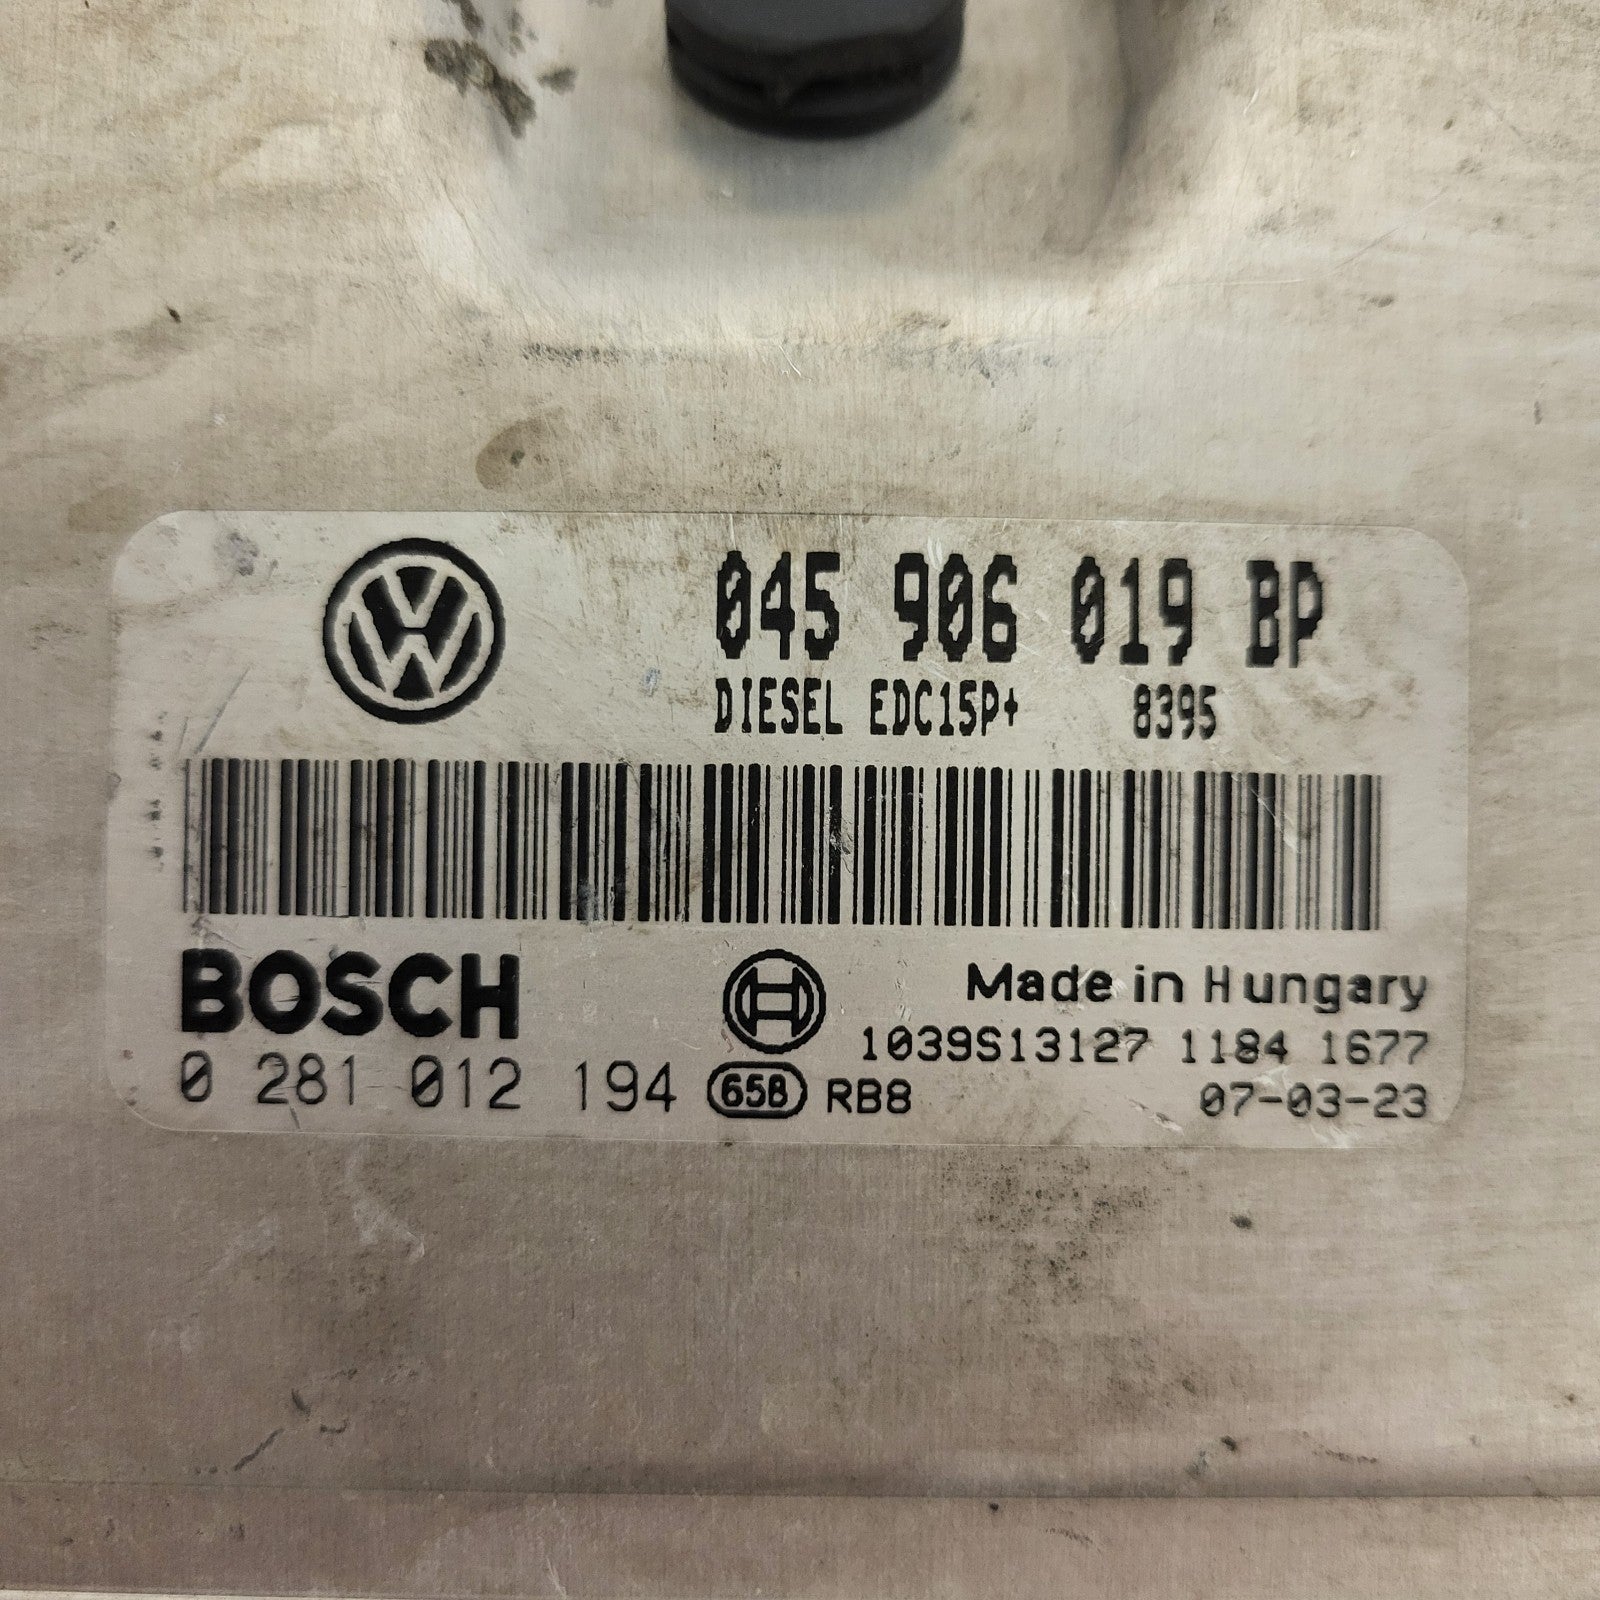 045 906 019 BP
DIESEL EDC15P+ 8395
BOSCH
Made in Hungary
1039S13127 1184 1677
0 281 012 194 658 RB8 07-03-23